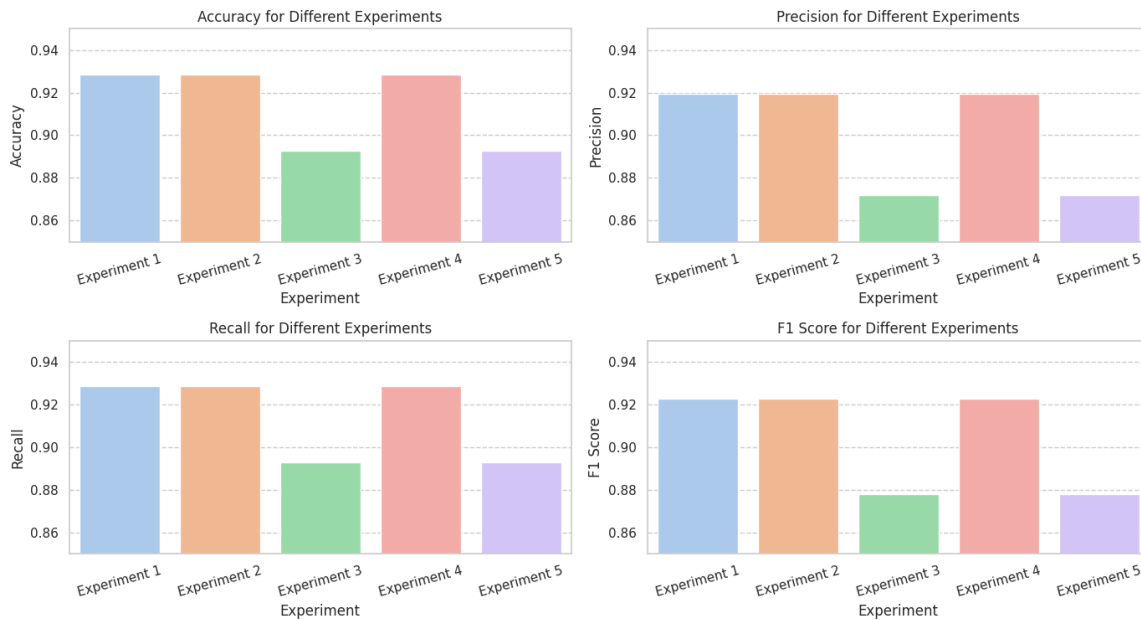 Accuracy for Different Experiments
0.94
0.92
0.90
0.88
0.86
Accuracy
Experiment 1
Experiment 2
Experiment 3
Experiment 4
Experiment 5
Experiment
Precision for Different Experiments
0.94
0.92
0.90
0.88
0.86
Precision
Experiment 1
Experiment 2
Experiment 3
Experiment 4
Experiment 5
Experiment
Recall for Different Experiments
0.94
0.92
0.90
0.88
0.86
Recall
Experiment 1
Experiment 2
Experiment 3
Experiment 4
Experiment 5
Experiment
F1 Score for Different Experiments
0.94
0.92
0.90
0.88
0.86
F1 Score
Experiment 1
Experiment 2
Experiment 3
Experiment 4
Experiment 5
Experiment